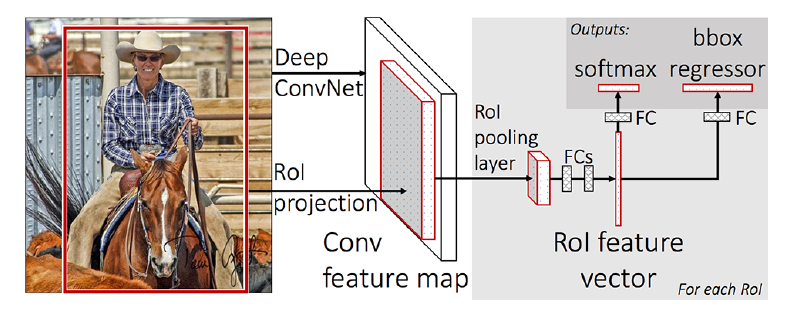 Deep
ConvNet
RoI
projection
Conv
feature map
RoI
pooling
layer
FCs
RoI feature
vector
For each RoI
Outputs:
softmax
bbox
regressor
FC
FC